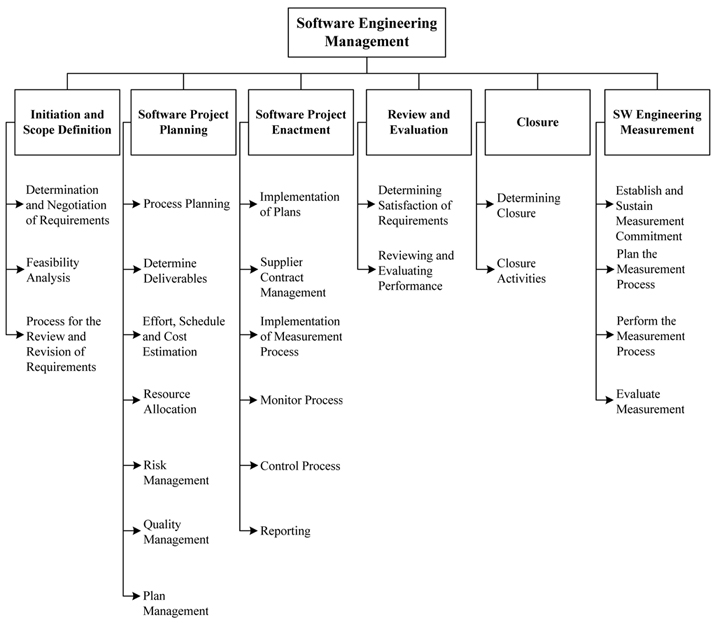 Software Engineering
Management
Initiation and
Scope Definition
Software Project
Planning
Software Project
Enactment
Review and
Evaluation
Closure
SW Engineering
Measurement
Determination
and Negotiation
of Requirements
Feasibility
Analysis
Process for the
Review and
Revision of
Requirements
Process Planning
Determine
Deliverables
Effort, Schedule
and Cost
Estimation
Resource
Allocation
Risk
Management
Quality
Management
Plan
Management
Implementation
of Plans
Supplier
Contract
Management
Implementation
of Measurement
Process
Monitor Process
Control Process
Reporting
Determining
Satisfaction of
Requirements
Reviewing and
Evaluating
Performance
Determining
Closure
Closure
Activities
Establish and
Sustain
Measurement
Commitment
Plan the
Measurement
Process
Perform the
Measurement
Process
Evaluate
Measurement